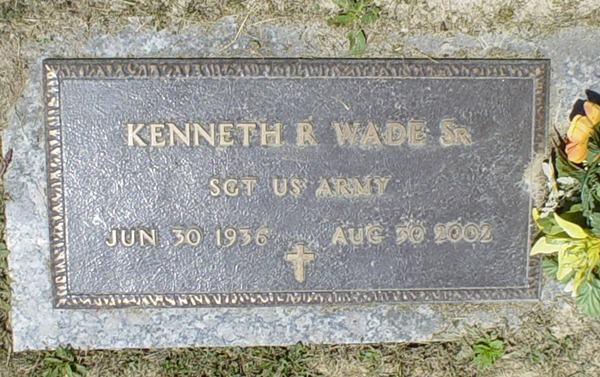 KENNETH R WADE SR
SGT US ARMY
JUN 30 1936 AUG 30 2002